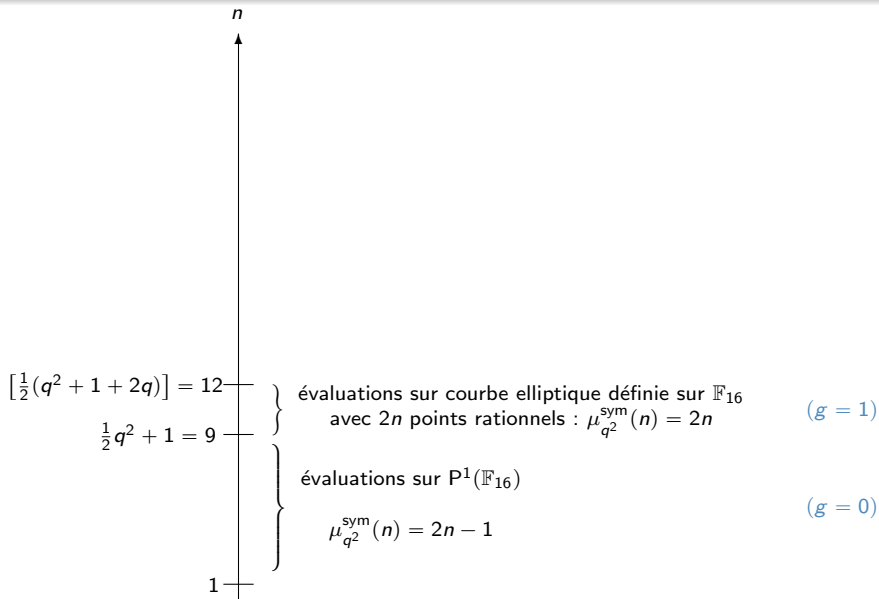 n
[½(q² + 1 + 2q)] = 12
évaluations sur courbe elliptique définie sur 𝔽₁₆
avec 2n points rationnels : μ^sym_q²(n) = 2n
(g = 1)
½q² + 1 = 9
évaluations sur P¹(𝔽₁₆)
μ^sym_q²(n) = 2n − 1
(g = 0)
1